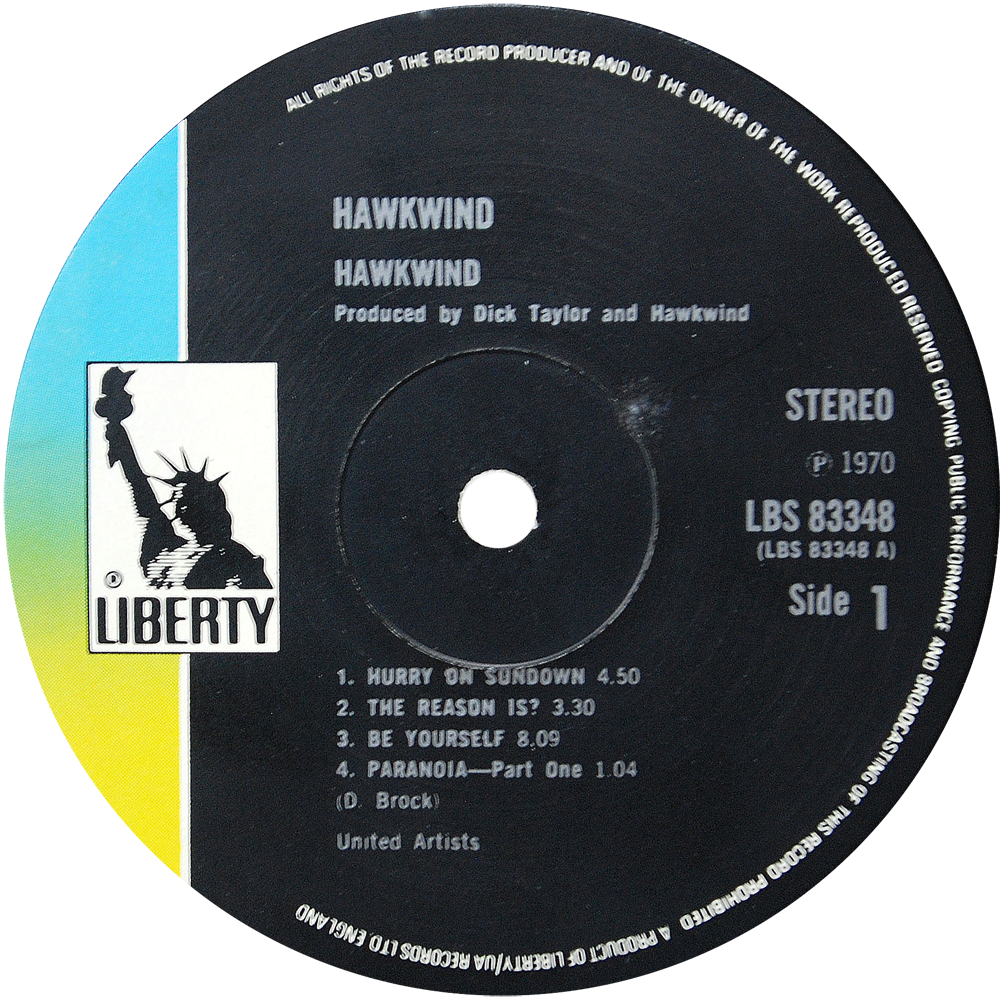 ALL RIGHTS OF THE RECORD PRODUCER AND OF THE OWNER OF THE WORK REPRODUCED RESERVED COPYING PUBLIC PERFORMANCE AND BROADCASTING OF THIS RECORD PROHIBITED A PRODUCT OF LIBERTY/UA RECORDS LTD. ENGLAND
HAWKWIND
HAWKWIND
Produced by Dick Taylor and Hawkwind
STEREO
Ⓟ 1970
LBS 83348
(LBS 83348 A)
Side 1
®
LIBERTY
1. HURRY ON SUNDOWN 4.50
2. THE REASON IS? 3.30
3. BE YOURSELF 8.09
4. PARANOIA—Part One 1.04
(D. Brock)
United Artists